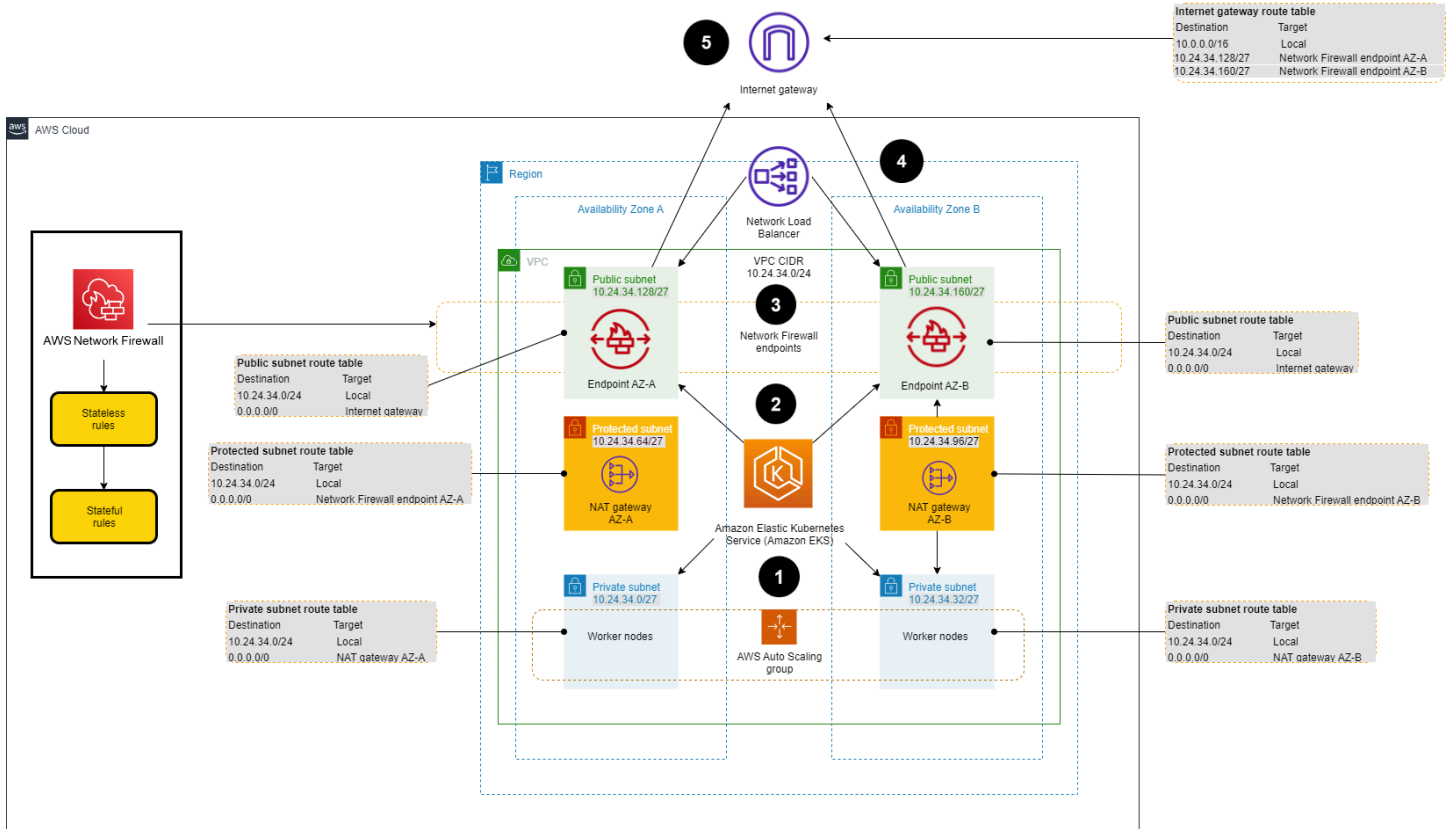 Internet gateway route table
Destination Target
10.0.0.0/16 Local
10.24.34.128/27 Network Firewall endpoint AZ-A
10.24.34.160/27 Network Firewall endpoint AZ-B
5
Internet gateway
aws
AWS Cloud
4
Region
Availability Zone A
Availability Zone B
Network Load
Balancer
VPC
VPC CIDR
10.24.34.0/24
Public subnet
10.24.34.128/27
Public subnet
10.24.34.160/27
3
Network Firewall
endpoints
Endpoint AZ-A
Endpoint AZ-B
AWS Network Firewall
Stateless
rules
Stateful
rules
Public subnet route table
Destination Target
10.24.34.0/24 Local
0.0.0.0/0 Internet gateway
Public subnet route table
Destination Target
10.24.34.0/24 Local
0.0.0.0/0 Internet gateway
2
Protected subnet
10.24.34.64/27
NAT gateway
AZ-A
Protected subnet
10.24.34.96/27
NAT gateway
AZ-B
Protected subnet route table
Destination Target
10.24.34.0/24 Local
0.0.0.0/0 Network Firewall endpoint AZ-A
Protected subnet route table
Destination Target
10.24.34.0/24 Local
0.0.0.0/0 Network Firewall endpoint AZ-B
K
Amazon Elastic Kubernetes
Service (Amazon EKS)
1
Private subnet
10.24.34.0/27
Worker nodes
Private subnet
10.24.34.32/27
Worker nodes
AWS Auto Scaling
group
Private subnet route table
Destination Target
10.24.34.0/24 Local
0.0.0.0/0 NAT gateway AZ-A
Private subnet route table
Destination Target
10.24.34.0/24 Local
0.0.0.0/0 NAT gateway AZ-B